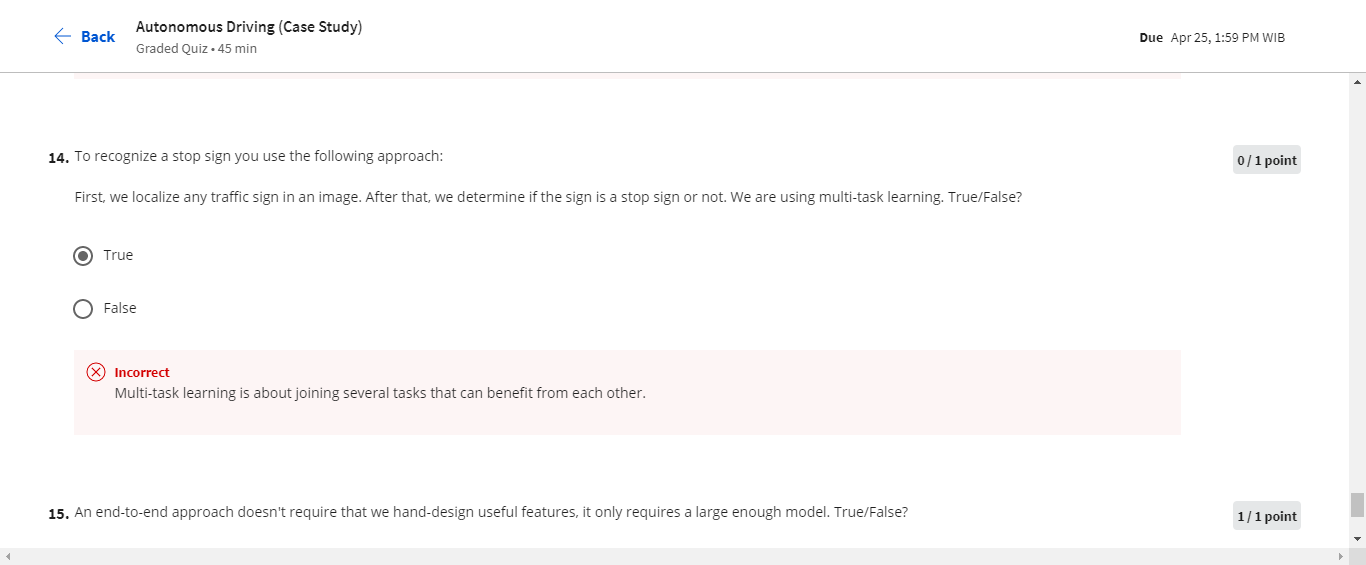 Back
Autonomous Driving (Case Study)
Graded Quiz • 45 min
Due Apr 25, 1:59 PM WIB
14. To recognize a stop sign you use the following approach:
0 / 1 point
First, we localize any traffic sign in an image. After that, we determine if the sign is a stop sign or not. We are using multi-task learning. True/False?
True
False
Incorrect
Multi-task learning is about joining several tasks that can benefit from each other.
15. An end-to-end approach doesn't require that we hand-design useful features, it only requires a large enough model. True/False?
1 / 1 point